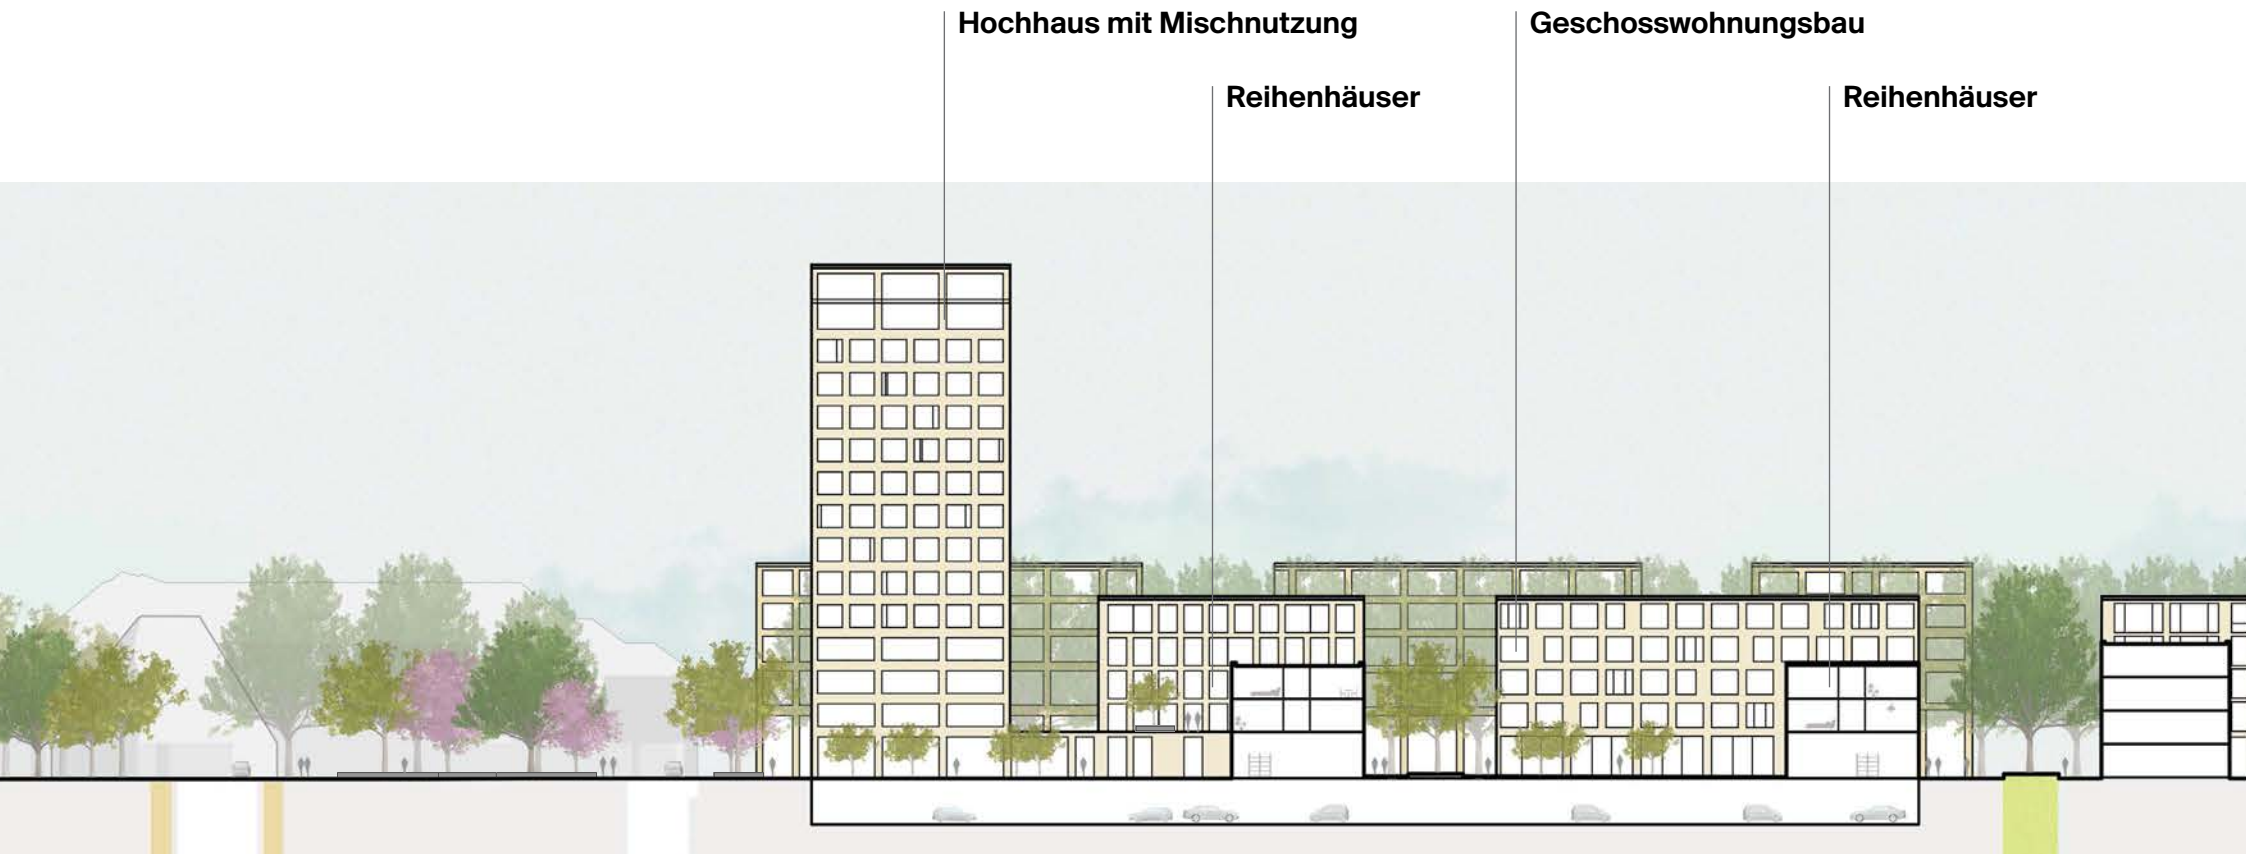 Hochhaus mit Mischnutzung
Geschosswohnungsbau
Reihenhäuser
Reihenhäuser